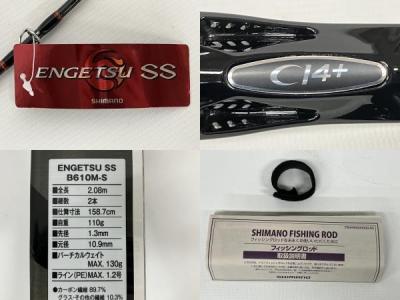 ENGETSU SS
SHIMANO
CI4+
ENGETSU SS
B610M-S
■全長 2.08m
■継数 2本
■仕舞寸法 158.7cm
■自重 110g
■先径 1.3mm
■元径 10.9mm
■バーチカルウェイト
MAX. 130g
■ライン(PE)MAX. 1.2号
カーボン繊維 89.7%
グラス・その他の繊維 10.3%
SHIMANO FISHING ROD
フィッシングロッド
取扱説明書
SHIMANO